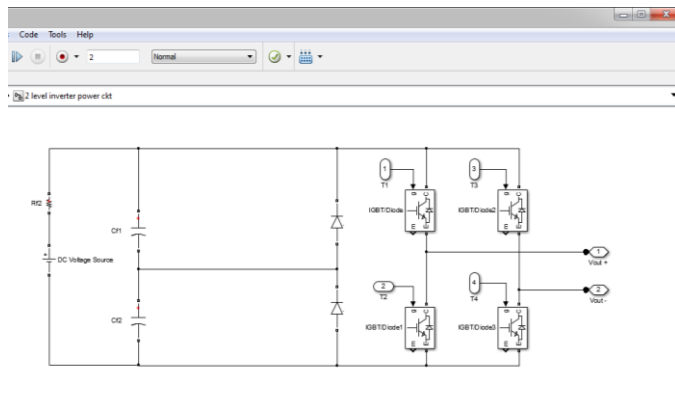 Code Tools Help
2
Normal
2 level inverter power ckt
Rf2
DC Voltage Source
Cf1
Cf2
1
T1
3
T3
g C
IGBT/Diode
m E
g C
IGBT/Diode2
m E
1
Vout +
2
Vout -
2
T2
4
T4
g C
IGBT/Diode1
m E
g C
IGBT/Diode3
m E